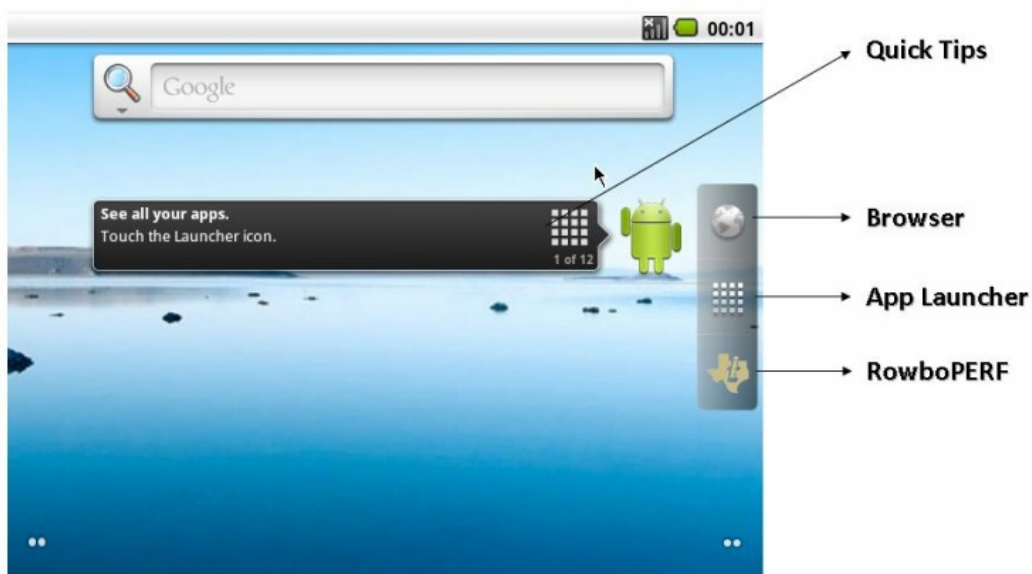 00:01
Quick Tips
Google
See all your apps.
Touch the Launcher icon.
1 of 12
Browser
App Launcher
RowboPERF